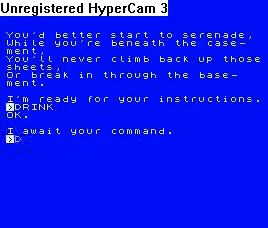 Unregistered HyperCam 3
You'd better start to serenade,
While you're beneath the case-
ment,
You'll never climb back up those
sheets,
Or break in through the base-
ment.
I'm ready for your instructions.
>DRINK
OK.
I await your command.
>D